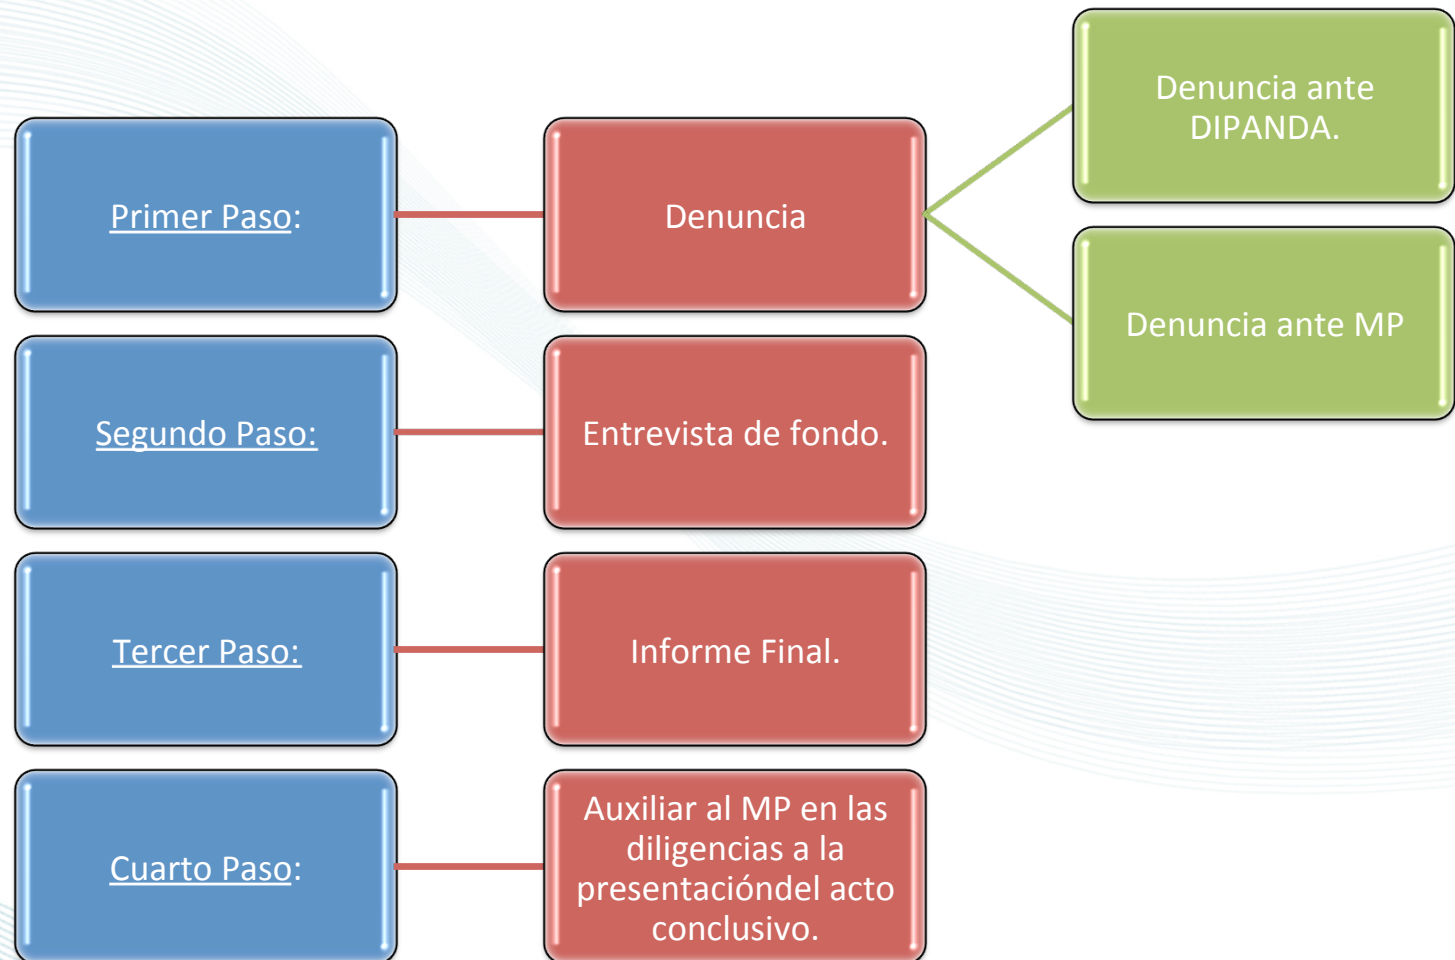 Primer Paso:
Denuncia
Denuncia ante
DIPANDA.
Denuncia ante MP
Segundo Paso:
Entrevista de fondo.
Tercer Paso:
Informe Final.
Cuarto Paso:
Auxiliar al MP en las
diligencias a la
presentacióndel acto
conclusivo.